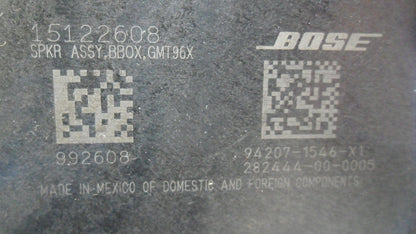 15122608
SPKR ASSY,BBOX,GMT96X
992608
BOSE
94207-1546-X1
282444-00-0005
MADE IN MEXICO OF DOMESTIC AND FOREIGN COMPONENTS